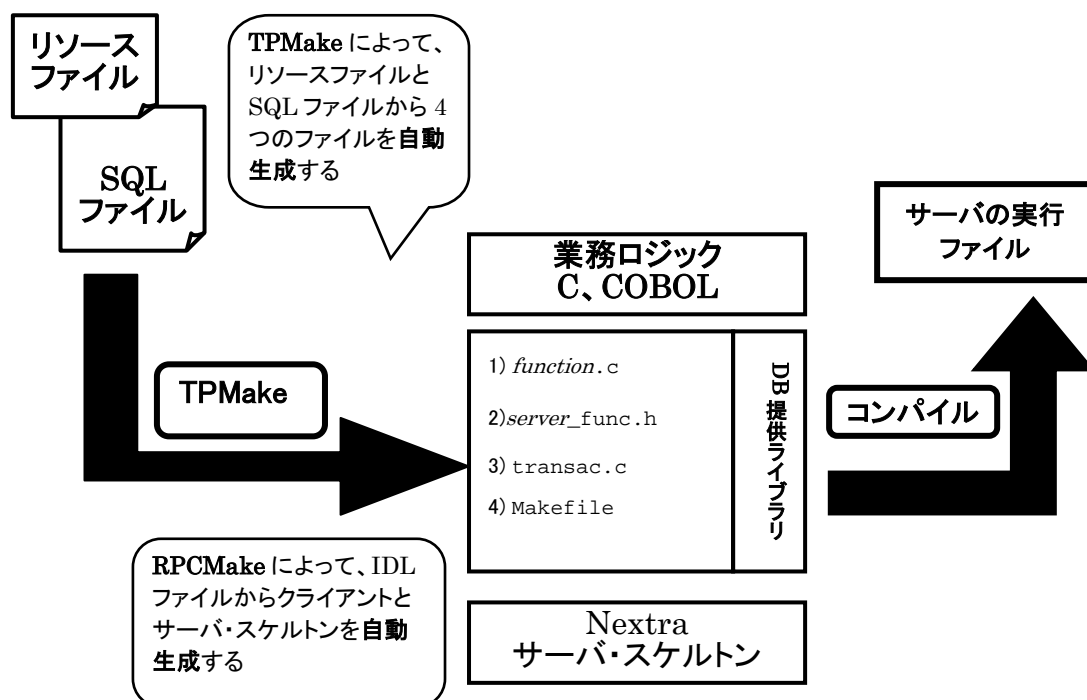 リソース
ファイル
SQL
ファイル
TPMake によって、
リソースファイルと
SQL ファイルから 4
つのファイルを自動
生成する
サーバの実行
ファイル
業務ロジック
C、COBOL
TPMake
1) function.c
2)server_func.h
3) transac.c
4) Makefile
DB 提供ライブラリ
コンパイル
RPCMake によって、IDL
ファイルからクライアントと
サーバ・スケルトンを自動
生成する
Nextra
サーバ・スケルトン